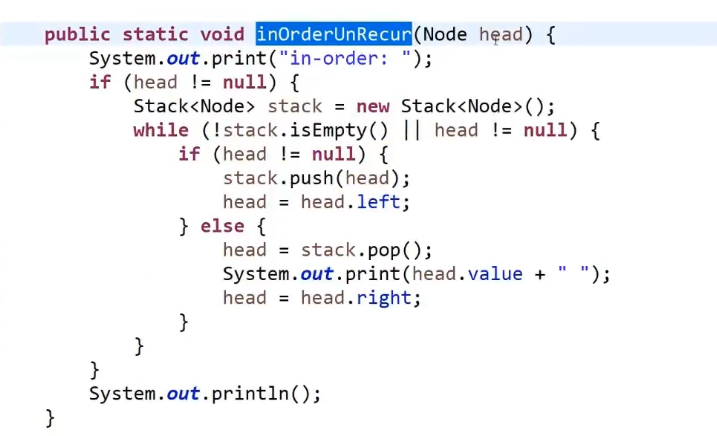 public static void inOrderUnRecur(Node head) {
System.out.print("in-order: ");
if (head != null) {
Stack<Node> stack = new Stack<Node>();
while (!stack.isEmpty() || head != null) {
if (head != null) {
stack.push(head);
head = head.left;
} else {
head = stack.pop();
System.out.print(head.value + " ");
head = head.right;
}
}
}
System.out.println();
}